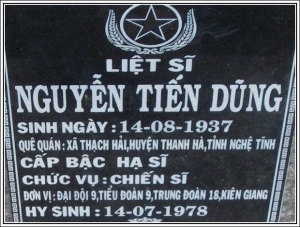 LIỆT SĨ
NGUYỄN TIẾN DŨNG
SINH NGÀY : 14-08-1937
QUÊ QUÁN : XÃ THẠCH HẢI,HUYỆN THANH HÀ,TỈNH NGHỆ TĨNH
CẤP BẬC HẠ SĨ
CHỨC VỤ : CHIẾN SĨ
ĐƠN VỊ : ĐẠI ĐỘI 9,TIỂU ĐOÀN 9,TRUNG ĐOÀN 18,KIÊN GIANG
HY SINH : 14-07-1978